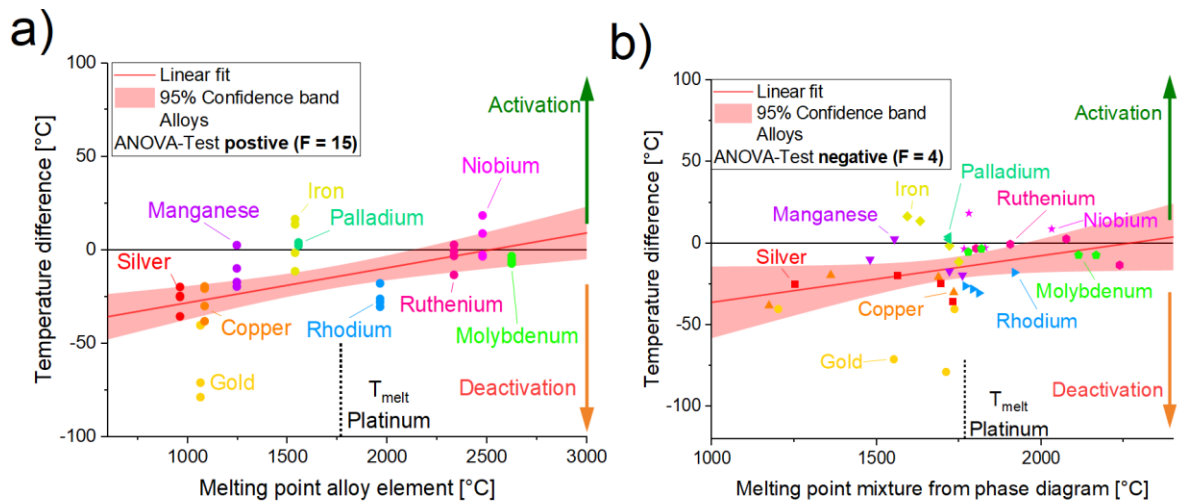 a)
100
50
0
-50
-100
Temperature difference [°C]
Linear fit
95% Confidence band
Alloys
ANOVA-Test postive (F = 15)
Activation
Niobium
Iron
Manganese
Palladium
Silver
Copper
Ruthenium
Rhodium
Molybdenum
Gold
Deactivation
Tmelt
Platinum
1000
1500
2000
2500
3000
Melting point alloy element [°C]
b)
100
50
0
-50
-100
Temperature difference [°C]
Linear fit
95% Confidence band
Alloys
ANOVA-Test negative (F = 4)
Activation
Palladium
Iron
Ruthenium
Manganese
Niobium
Silver
Molybdenum
Copper
Rhodium
Gold
Deactivation
Tmelt
Platinum
1000
1500
2000
Melting point mixture from phase diagram [°C]